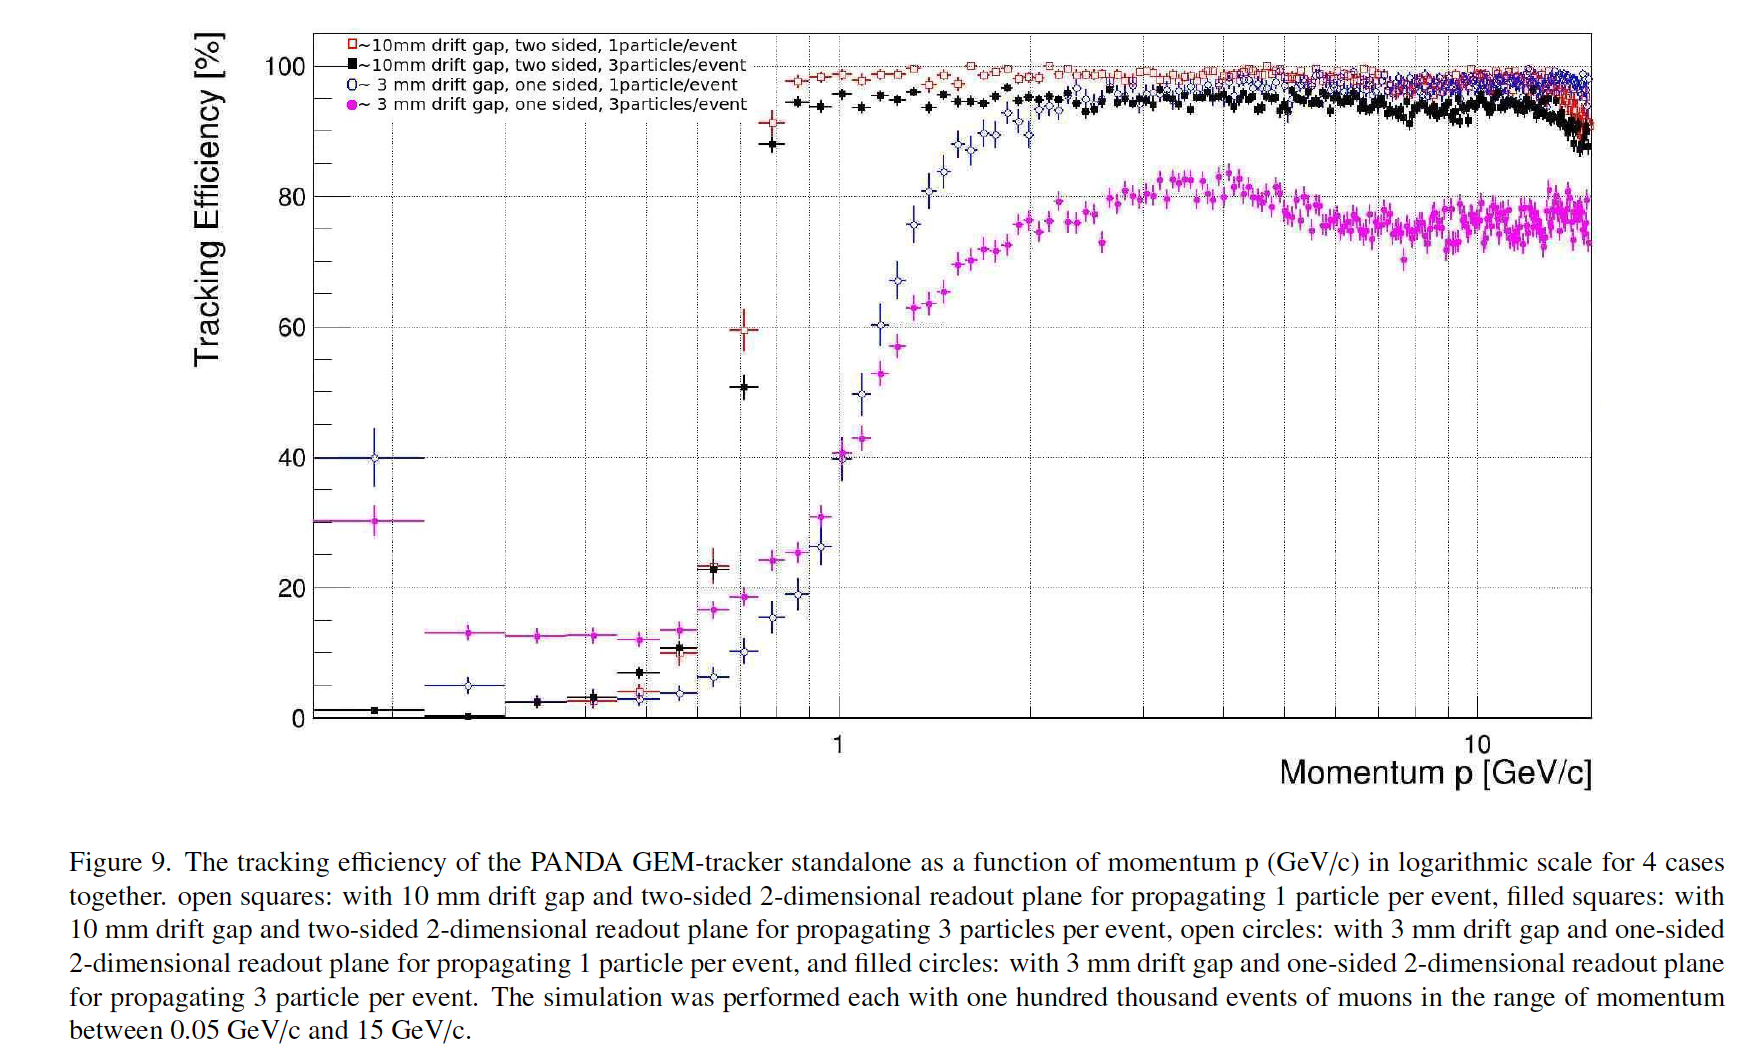 Tracking Efficiency [%]
~10mm drift gap, two sided, 1particle/event
~10mm drift gap, two sided, 3particles/event
~ 3 mm drift gap, one sided, 1particle/event
~ 3 mm drift gap, one sided, 3particles/event
100
80
60
40
20
0
1
10
Momentum p [GeV/c]
Figure 9. The tracking efficiency of the PANDA GEM-tracker standalone as a function of momentum p (GeV/c) in logarithmic scale for 4 cases
together. open squares: with 10 mm drift gap and two-sided 2-dimensional readout plane for propagating 1 particle per event, filled squares: with
10 mm drift gap and two-sided 2-dimensional readout plane for propagating 3 particles per event, open circles: with 3 mm drift gap and one-sided
2-dimensional readout plane for propagating 1 particle per event, and filled circles: with 3 mm drift gap and one-sided 2-dimensional readout plane
for propagating 3 particle per event. The simulation was performed each with one hundred thousand events of muons in the range of momentum
between 0.05 GeV/c and 15 GeV/c.